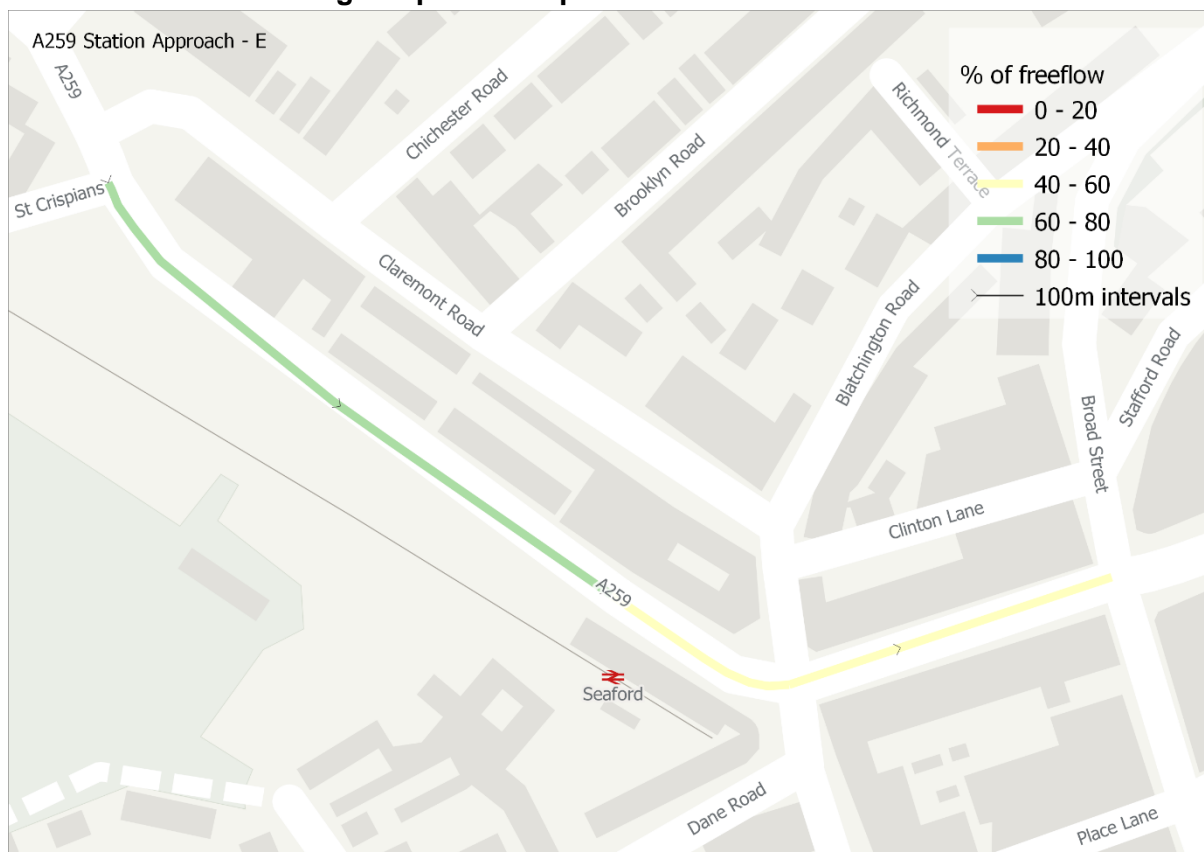 A259 Station Approach - E
A259
St Crispians
Chichester Road
Brooklyn Road
Richmond Terrace
Claremont Road
Blatchington Road
Broad Street
Stafford Road
Clinton Lane
A259
Seaford
Dane Road
Place Lane
% of freeflow
0 - 20
20 - 40
40 - 60
60 - 80
80 - 100
100m intervals